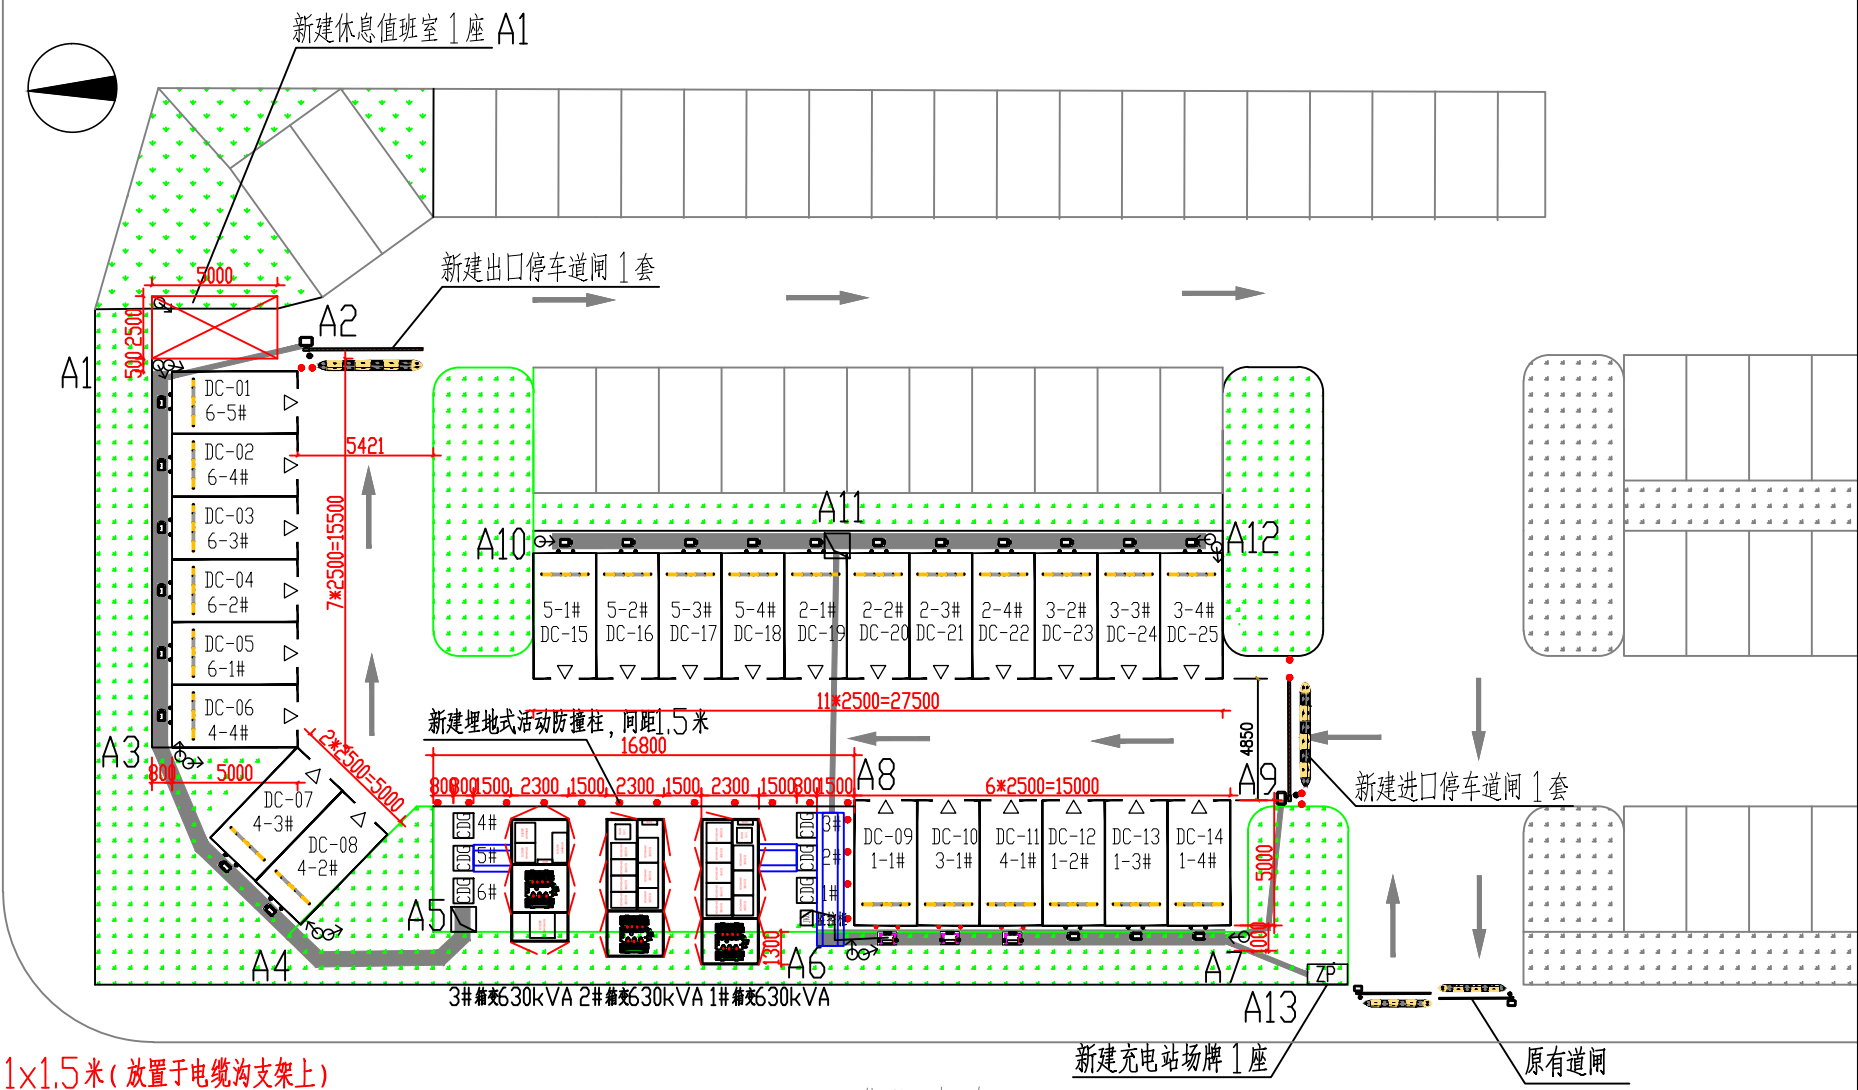 新建休息值班室 1座 A1
5000
新建出口停车道闸 1套
500 2500
A2
A1
DC-01
6-5#
5421
DC-02
6-4#
DC-03
6-3#
DC-04
6-2#
DC-05
6-1#
DC-06
4-4#
7*2500=15500
A3
800
5000
2*2500=5000
DC-07
4-3#
DC-08
4-2#
A4
A5
A10
A11
A12
5-1# 5-2# 5-3# 5-4# 2-1# 2-2# 2-3# 2-4# 3-2# 3-3# 3-4#
DC-15 DC-16 DC-17 DC-18 DC-19 DC-20 DC-21 DC-22 DC-23 DC-24 DC-25
11*2500=27500
新建埋地式活动防撞柱，间距1.5米
16800
A8
A9
4850
800 800 1500 2300 1500 2300 1500 2300 1500 800 1500
6*2500=15000
新建进口停车道闸 1套
CDG 4#
CDG 5#
CDG 6#
CDG 3#
CDG 2#
CDG 1#
DC-09 DC-10 DC-11 DC-12 DC-13 DC-14
1-1# 3-1# 4-1# 1-2# 1-3# 1-4#
5000
1000
1300
A6
A7
ZP
3#箱变630kVA 2#箱变630kVA 1#箱变630kVA
A13
新建充电站场牌 1座
原有道闸
1x1.5米(放置于电缆沟支架上)